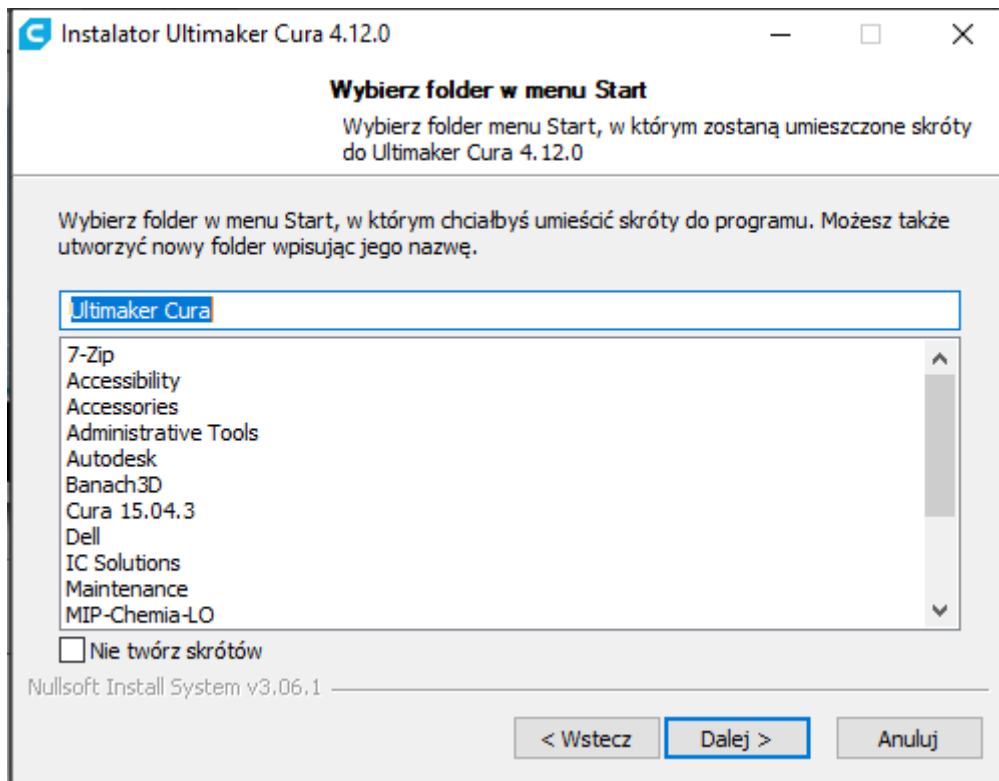 Instalator Ultimaker Cura 4.12.0
Wybierz folder w menu Start
Wybierz folder menu Start, w którym zostaną umieszczone skróty
do Ultimaker Cura 4.12.0
Wybierz folder w menu Start, w którym chciałbyś umieścić skróty do programu. Możesz także
utworzyć nowy folder wpisując jego nazwę.
Ultimaker Cura
7-Zip
Accessibility
Accessories
Administrative Tools
Autodesk
Banach3D
Cura 15.04.3
Dell
IC Solutions
Maintenance
MIP-Chemia-LO
Nie twórz skrótów
Nullsoft Install System v3.06.1
< Wstecz Dalej > Anuluj